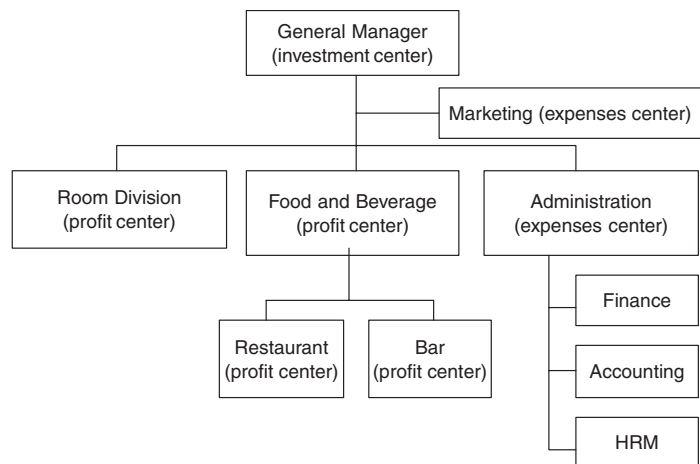 General Manager
(investment center)
Marketing (expenses center)
Room Division
(profit center)
Food and Beverage
(profit center)
Administration
(expenses center)
Restaurant
(profit center)
Bar
(profit center)
Finance
Accounting
HRM